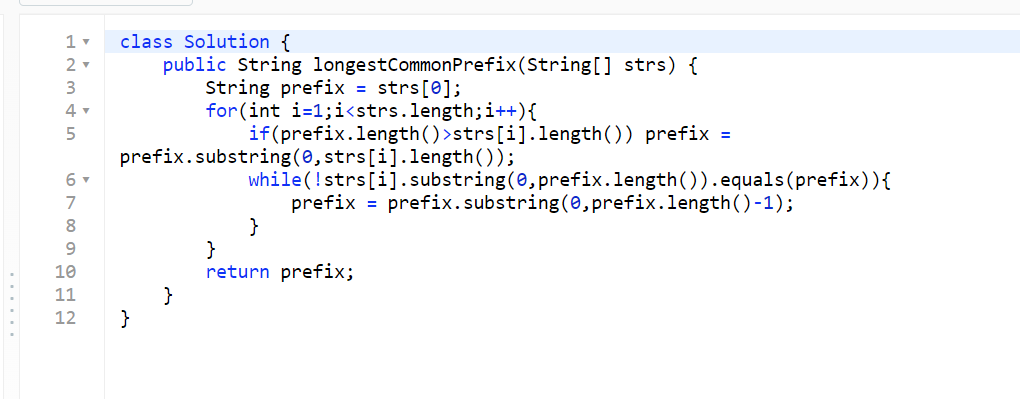 1 class Solution {
2 public String longestCommonPrefix(String[] strs) {
3 String prefix = strs[0];
4 for(int i=1;i<strs.length;i++){
5 if(prefix.length()>strs[i].length()) prefix =
prefix.substring(0,strs[i].length());
6 while(!strs[i].substring(0,prefix.length()).equals(prefix)){
7 prefix = prefix.substring(0,prefix.length()-1);
8 }
9 }
10 return prefix;
11 }
12 }